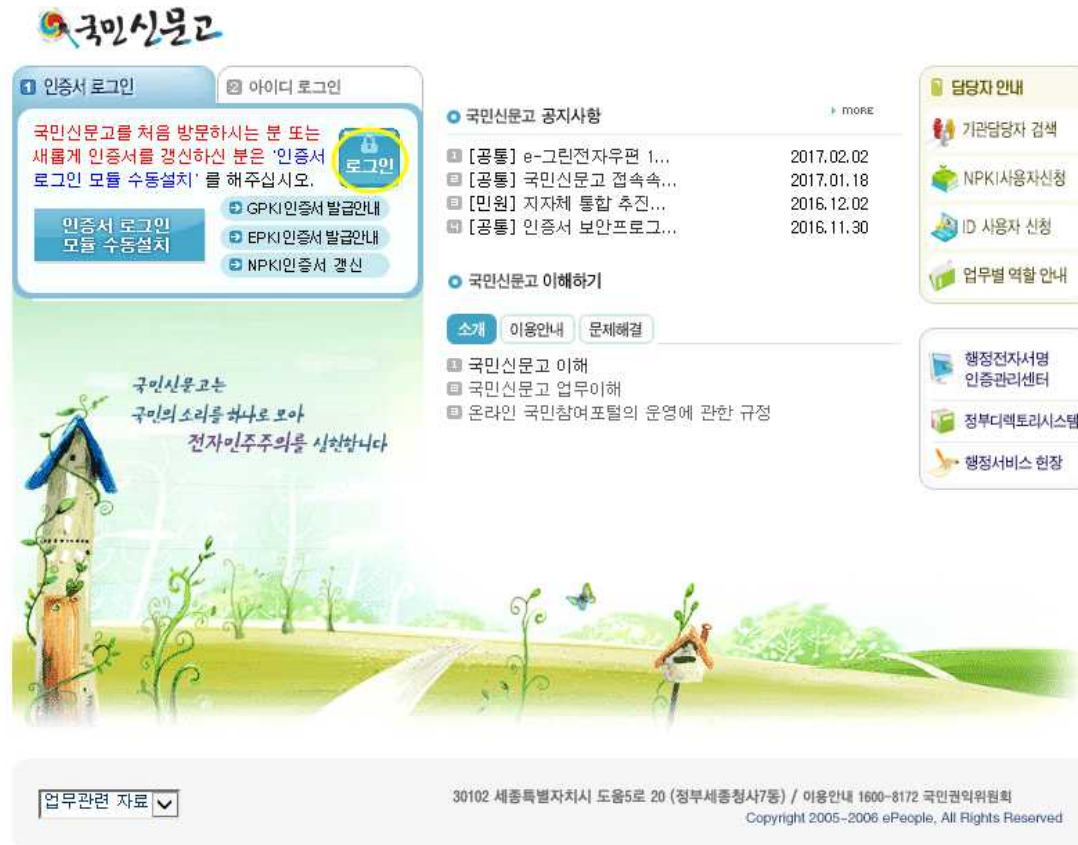 국민신문고
1 인증서 로그인
2 아이디 로그인
국민신문고를 처음 방문하시는 분 또는
새롭게 인증서를 갱신하신 분은 '인증서
로그인 모듈 수동설치' 를 해주십시오.
로그인
인증서 로그인
모듈 수동설치
GPKI인증서 발급안내
EPKI인증서 발급안내
NPKI인증서 갱신
국민신문고는
국민의 소리를 하나로 모아
전자민주주의를 실현합니다
국민신문고 공지사항
MORE
1 [공통] e-그린전자우편 1... 2017.02.02
2 [공통] 국민신문고 접속속... 2017.01.18
3 [민원] 지자체 통합 추진... 2016.12.02
4 [공통] 인증서 보안프로그... 2016.11.30
국민신문고 이해하기
소개 이용안내 문제해결
1 국민신문고 이해
2 국민신문고 업무이해
3 온라인 국민참여포털의 운영에 관한 규정
담당자 안내
기관담당자 검색
NPKI사용자신청
ID 사용자 신청
업무별 역할 안내
행정전자서명
인증관리센터
정부디렉토리시스템
행정서비스 헌장
업무관련 자료
30102 세종특별자치시 도움5로 20 (정부세종청사7동) / 이용안내 1600-8172 국민권익위원회
Copyright 2005-2006 ePeople, All Rights Reserved